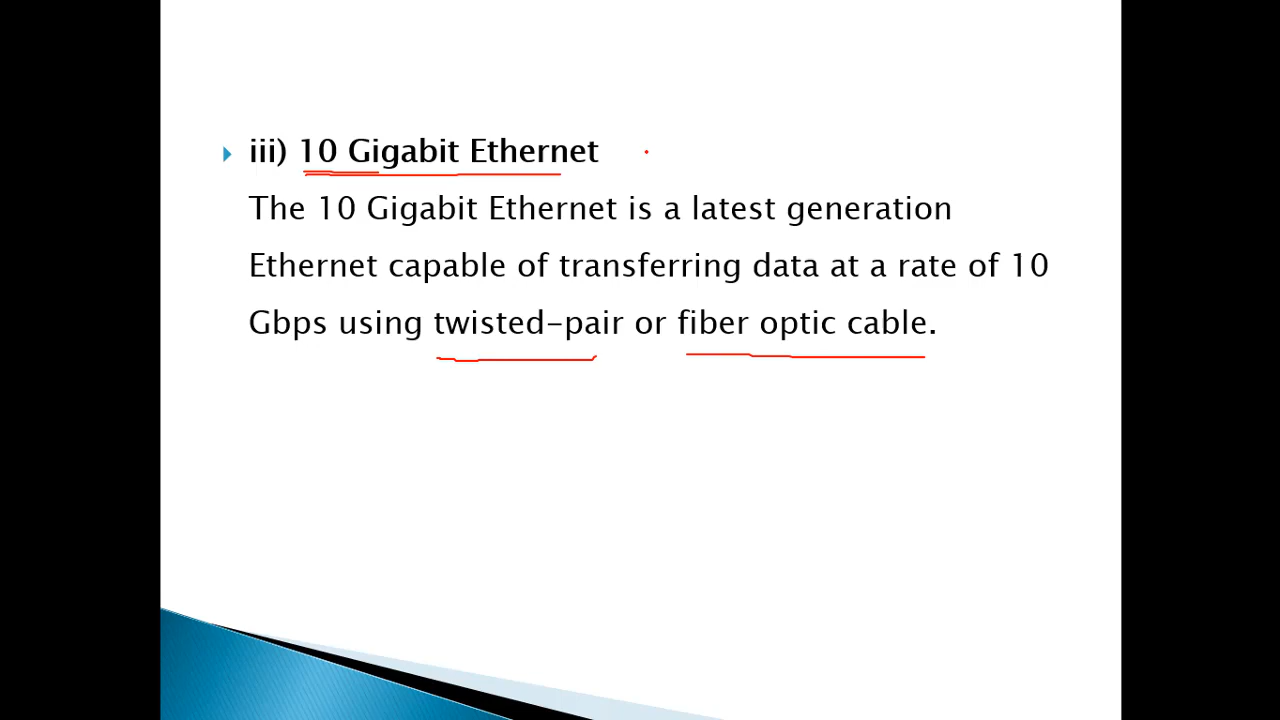 iii) 10 Gigabit Ethernet
The 10 Gigabit Ethernet is a latest generation
Ethernet capable of transferring data at a rate of 10
Gbps using twisted-pair or fiber optic cable.